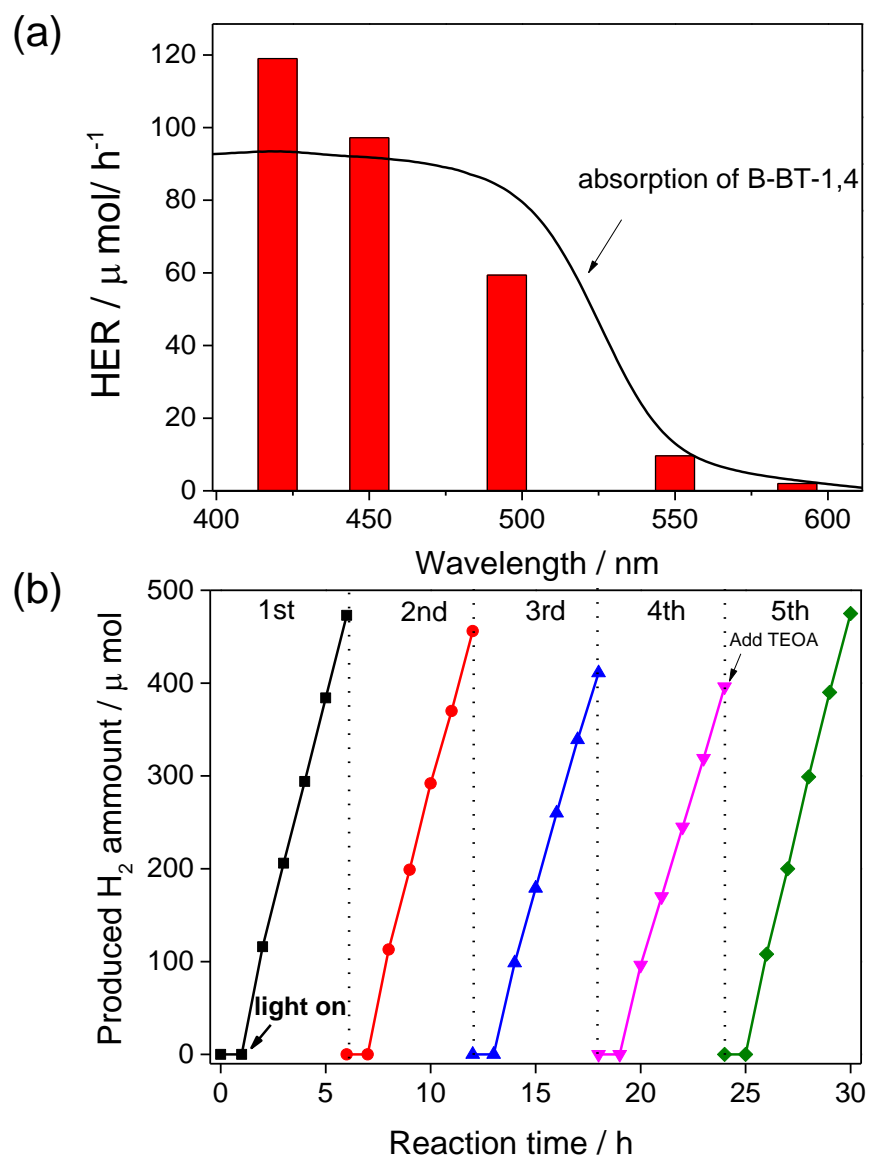 (a)
120
100
80
60
40
20
0
HER / μ mol/ h⁻¹
absorption of B-BT-1,4
400 450 500 550 600
Wavelength / nm
(b)
500
400
300
200
100
0
Produced H₂ ammount / μ mol
1st 2nd 3rd 4th 5th
Add TEOA
light on
0 5 10 15 20 25 30
Reaction time / h